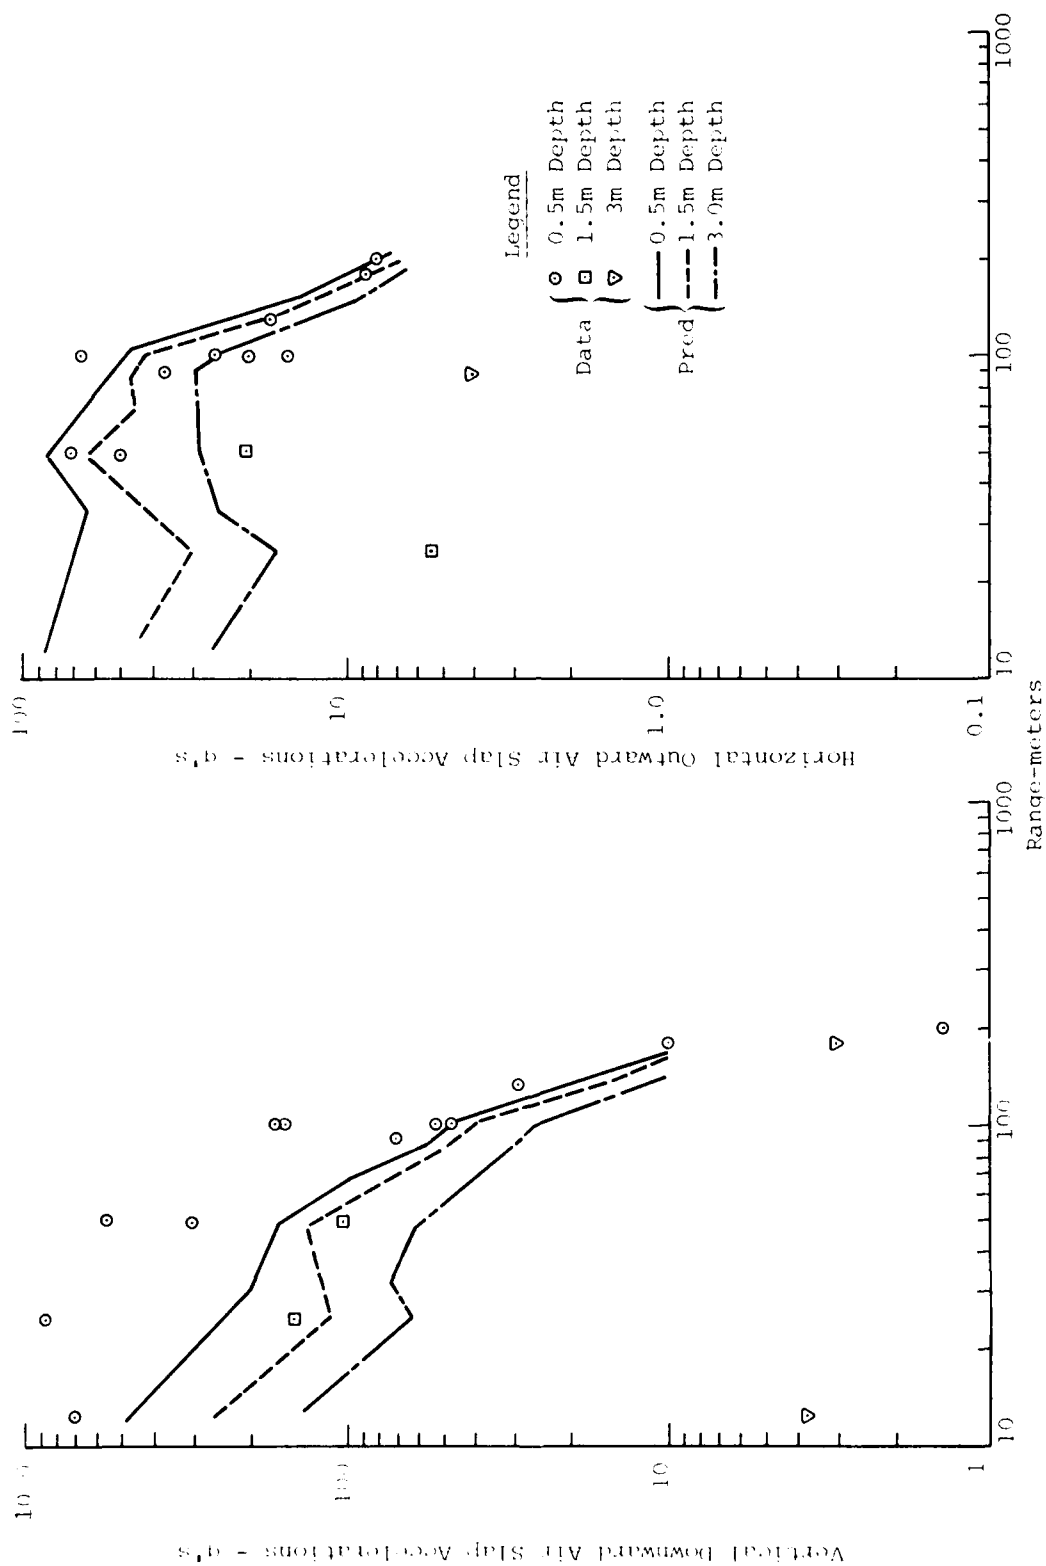 Vertical Downward Air Slap Accelerations - g's
100
10
1
10
100
1000
Horizontal Outward Air Slap Accelerations - g's
100
10
1.0
0.1
10
100
1000
Range-meters
Legend
Data
0.5m Depth
1.5m Depth
3m Depth
Pred
0.5m Depth
1.5m Depth
3.0m Depth